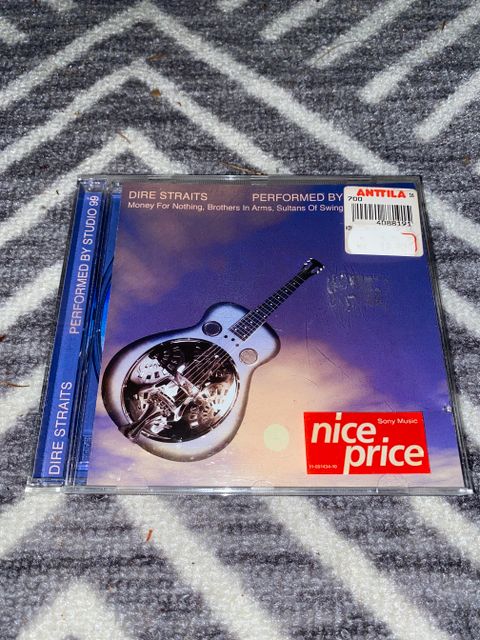 DIRE STRAITS PERFORMED BY
Money For Nothing, Brothers In Arms, Sultans Of Swing
ANTTILA
700
4088191
DIRE STRAITS PERFORMED BY STUDIO 99
Sony Music
nice
price